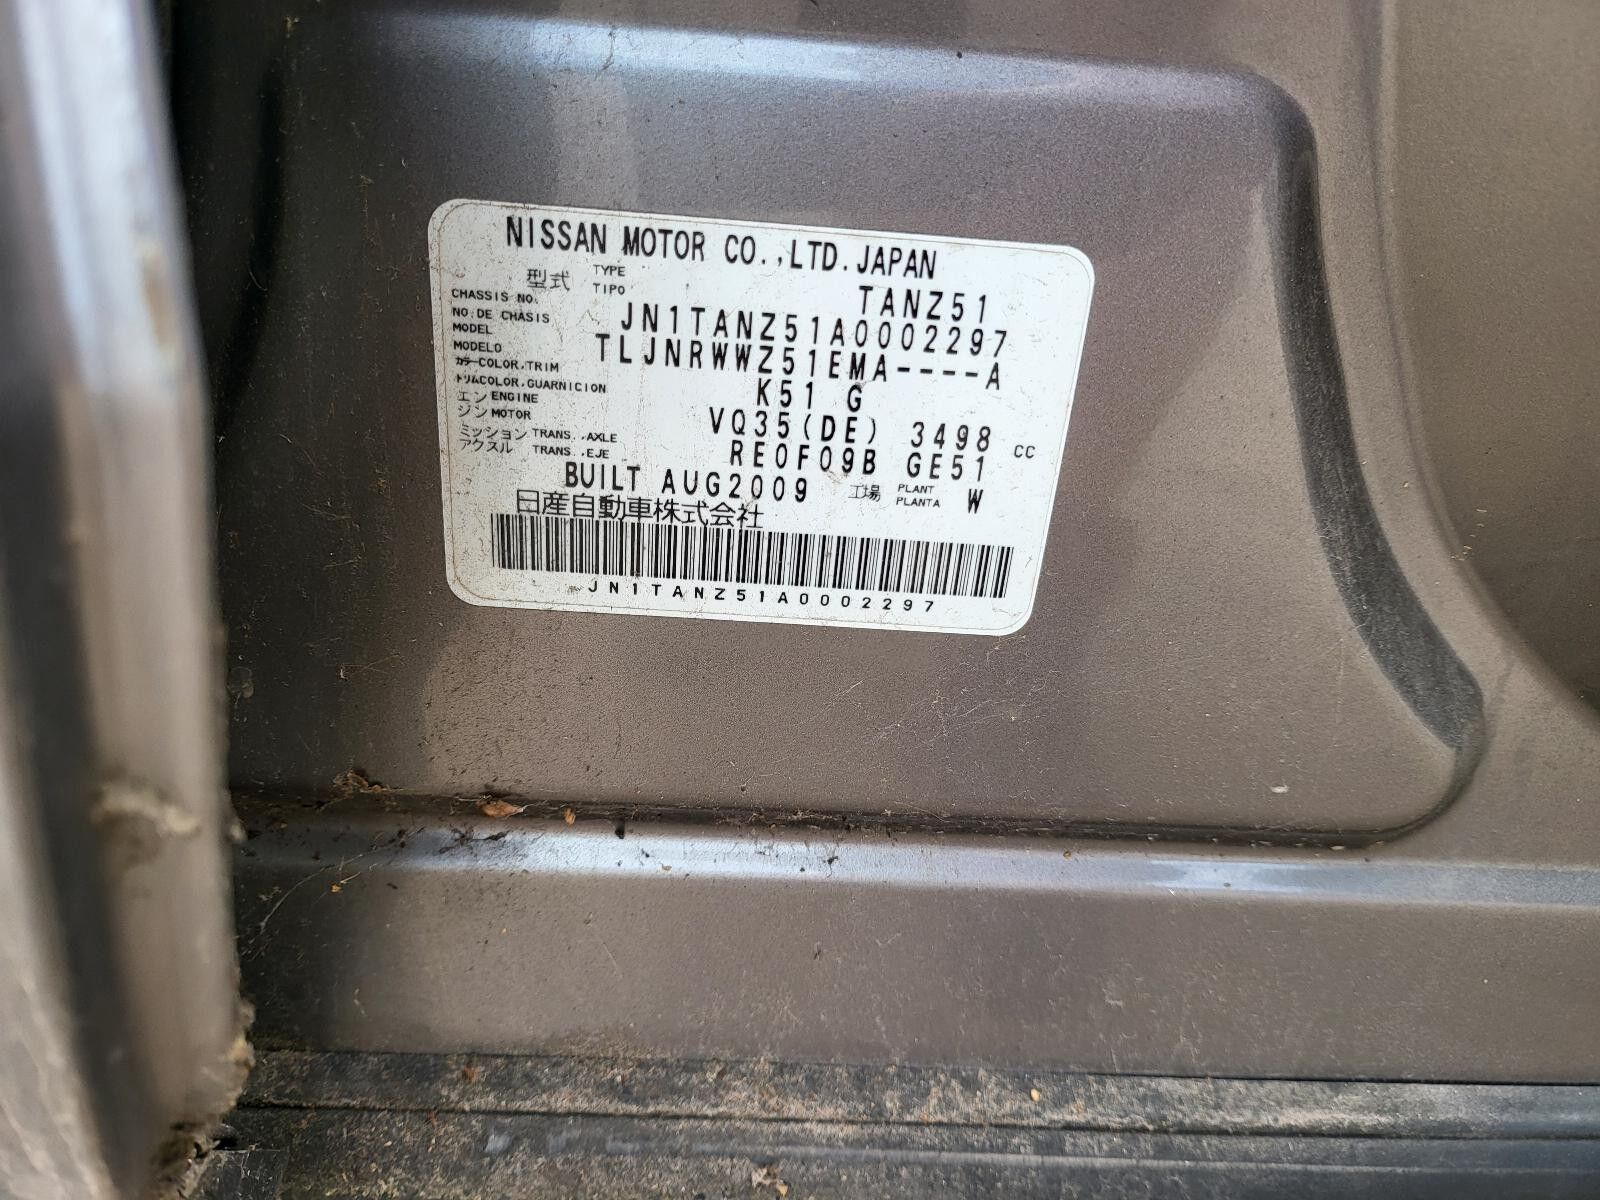 NISSAN MOTOR CO.,LTD.JAPAN
型式 TYPE TIPO TANZ51
CHASSIS NO. NO.DE CHASIS JN1TANZ51A0002297
MODEL MODELO TLJNRWWZ51EMA----A
カラー COLOR,TRIM トリム COLOR,GUARNICION K51 G
エンジン ENGINE MOTOR VQ35(DE) 3498 CC
ミッション TRANS.,AXLE アクスル TRANS.,EJE RE0F09B GE51
BUILT AUG2009 工場 PLANT PLANTA W
日産自動車株式会社
JN1TANZ51A0002297